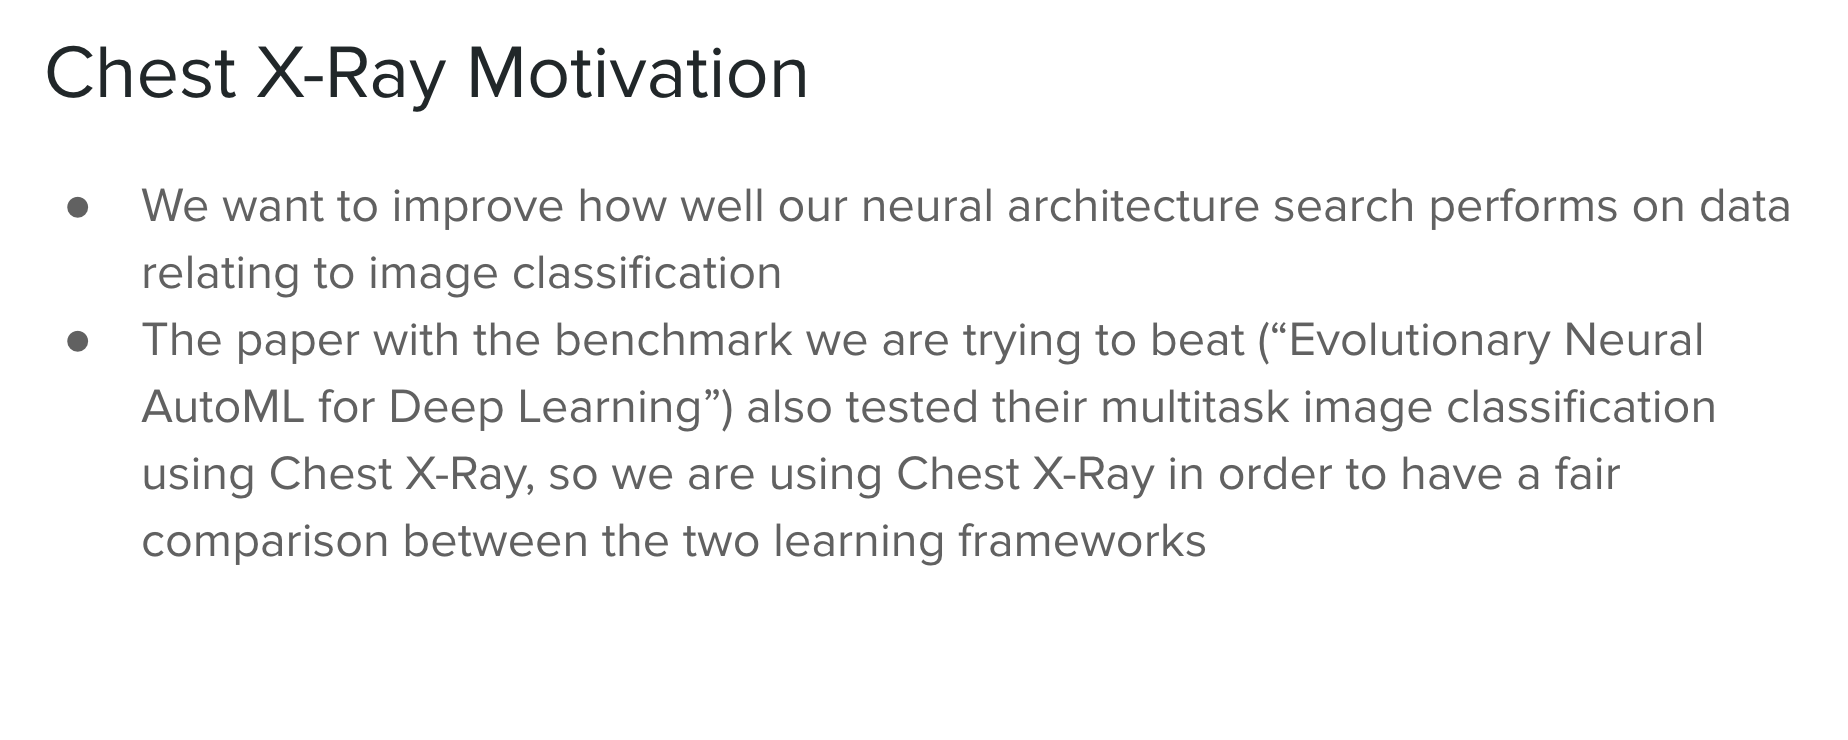 Chest X-Ray Motivation
● We want to improve how well our neural architecture search performs on data
relating to image classification
● The paper with the benchmark we are trying to beat (“Evolutionary Neural
AutoML for Deep Learning”) also tested their multitask image classification
using Chest X-Ray, so we are using Chest X-Ray in order to have a fair
comparison between the two learning frameworks